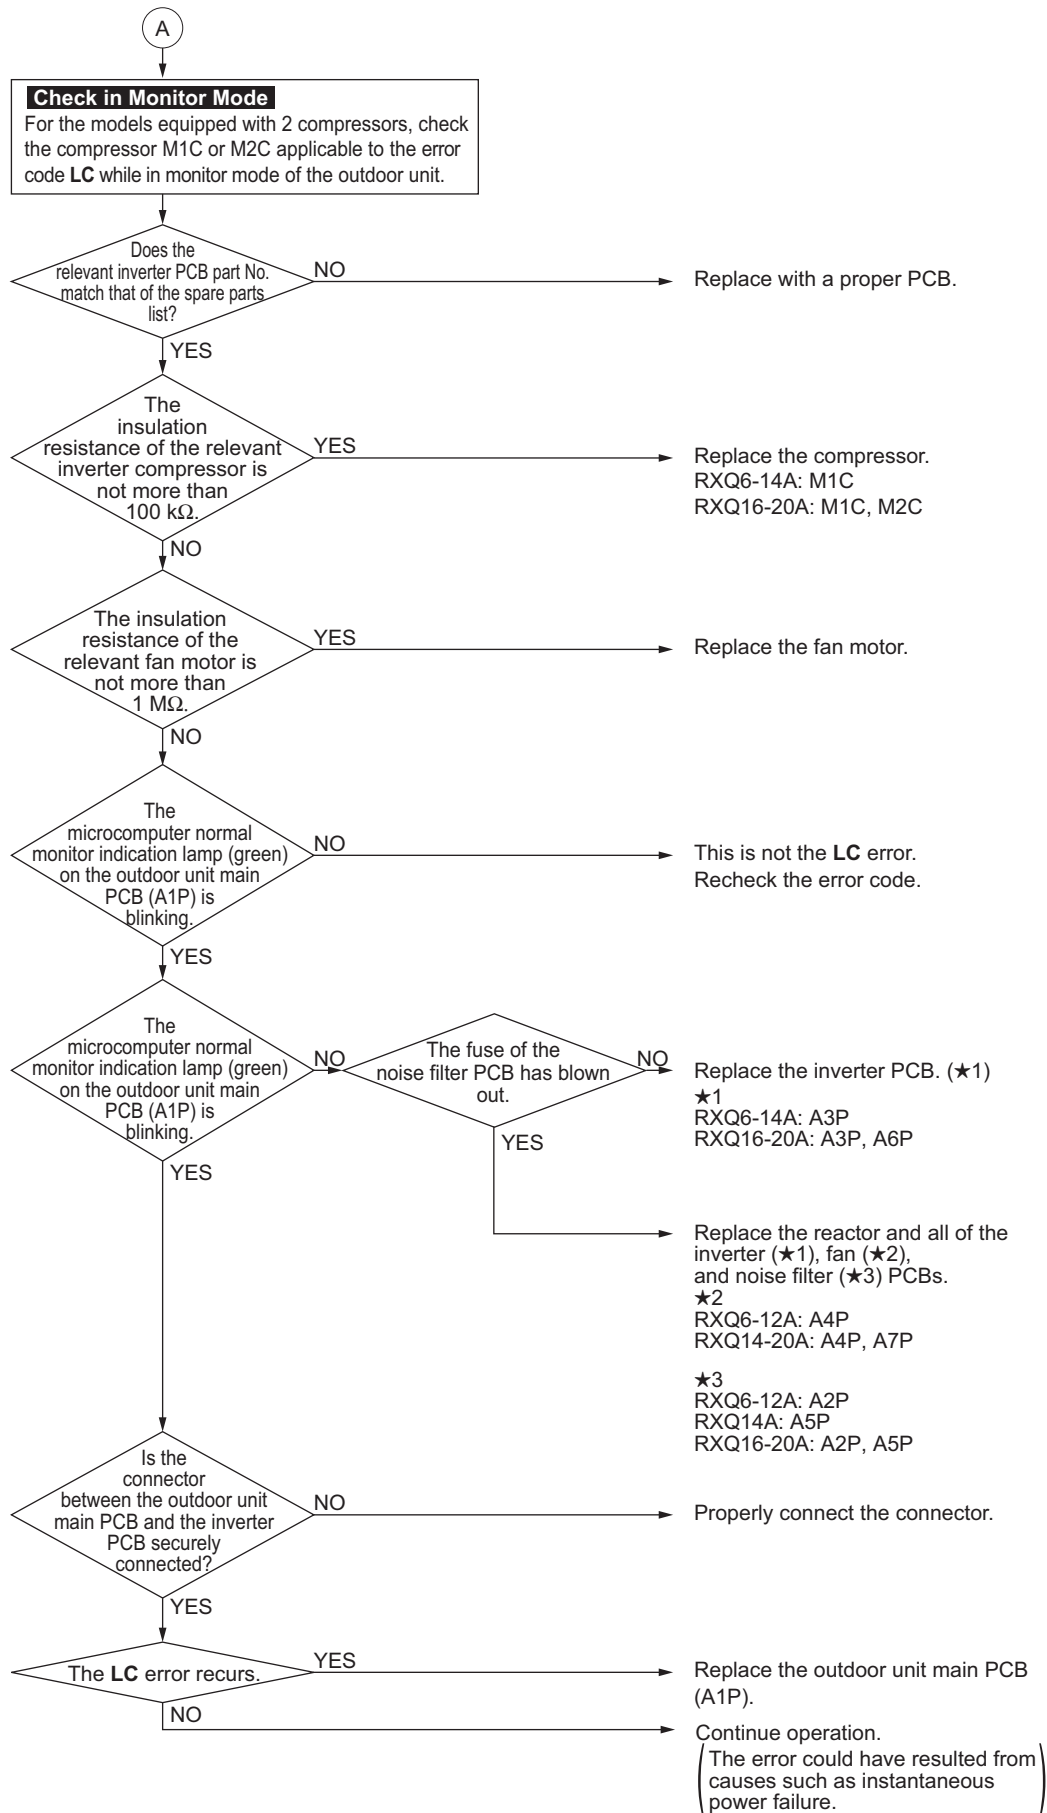 A
Check in Monitor Mode
For the models equipped with 2 compressors, check
the compressor M1C or M2C applicable to the error
code LC while in monitor mode of the outdoor unit.
Does the
relevant inverter PCB part No.
match that of the spare parts
list?
NO
Replace with a proper PCB.
YES
The
insulation
resistance of the relevant
inverter compressor is
not more than
100 kΩ.
YES
Replace the compressor.
RXQ6-14A: M1C
RXQ16-20A: M1C, M2C
NO
The insulation
resistance of the
relevant fan motor is
not more than
1 MΩ.
YES
Replace the fan motor.
NO
The
microcomputer normal
monitor indication lamp (green)
on the outdoor unit main
PCB (A1P) is
blinking.
NO
This is not the LC error.
Recheck the error code.
YES
The
microcomputer normal
monitor indication lamp (green)
on the outdoor unit main
PCB (A1P) is
blinking.
NO
The fuse of the
noise filter PCB has blown
out.
NO
Replace the inverter PCB. (★1)
★1
RXQ6-14A: A3P
RXQ16-20A: A3P, A6P
YES
Replace the reactor and all of the
inverter (★1), fan (★2),
and noise filter (★3) PCBs.
★2
RXQ6-12A: A4P
RXQ14-20A: A4P, A7P
★3
RXQ6-12A: A2P
RXQ14A: A5P
RXQ16-20A: A2P, A5P
YES
Is the
connector
between the outdoor unit
main PCB and the inverter
PCB securely
connected?
NO
Properly connect the connector.
YES
The LC error recurs.
YES
Replace the outdoor unit main PCB
(A1P).
NO
Continue operation.
(The error could have resulted from
causes such as instantaneous
power failure.)